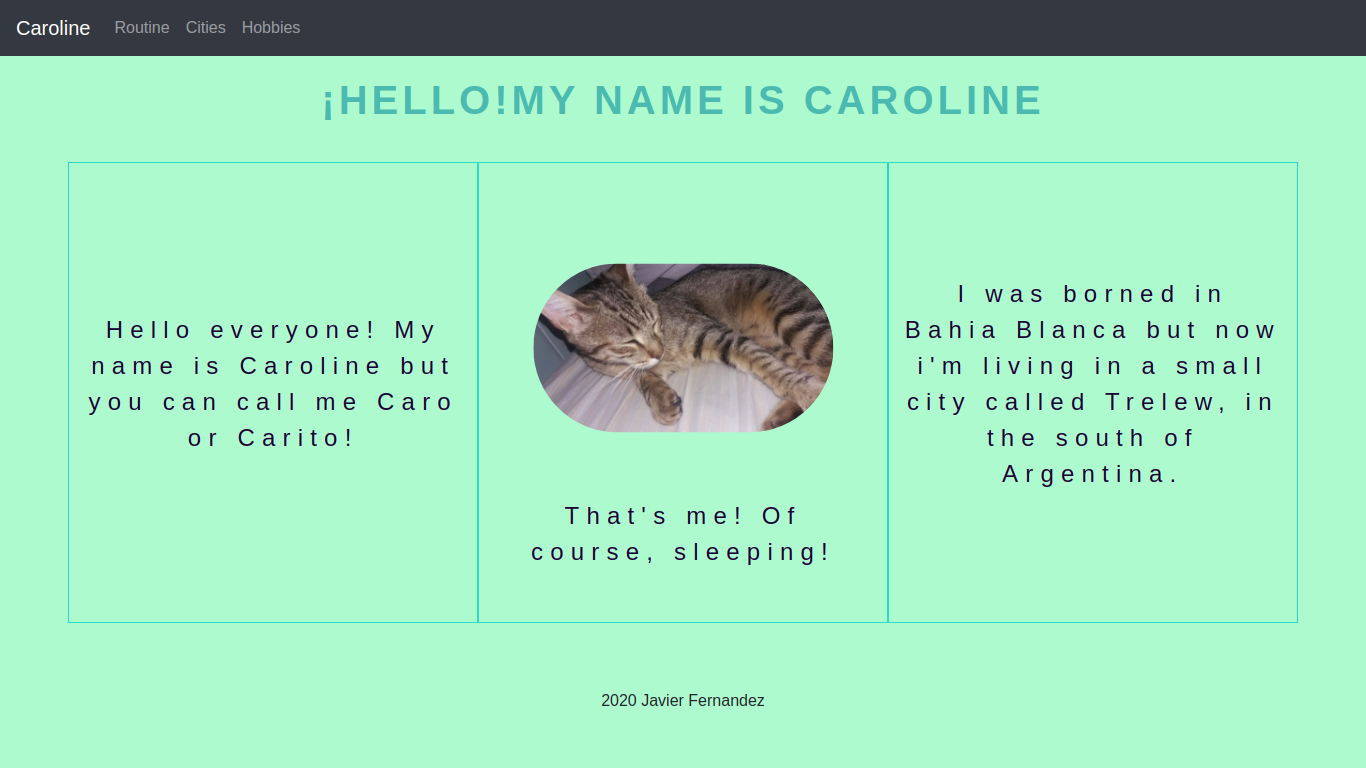 Caroline Routine Cities Hobbies
¡HELLO!MY NAME IS CAROLINE
Hello everyone! My
name is Caroline but
you can call me Caro
or Carito!
That's me! Of
course, sleeping!
I was borned in
Bahia Blanca but now
i'm living in a small
city called Trelew, in
the south of
Argentina.
2020 Javier Fernandez